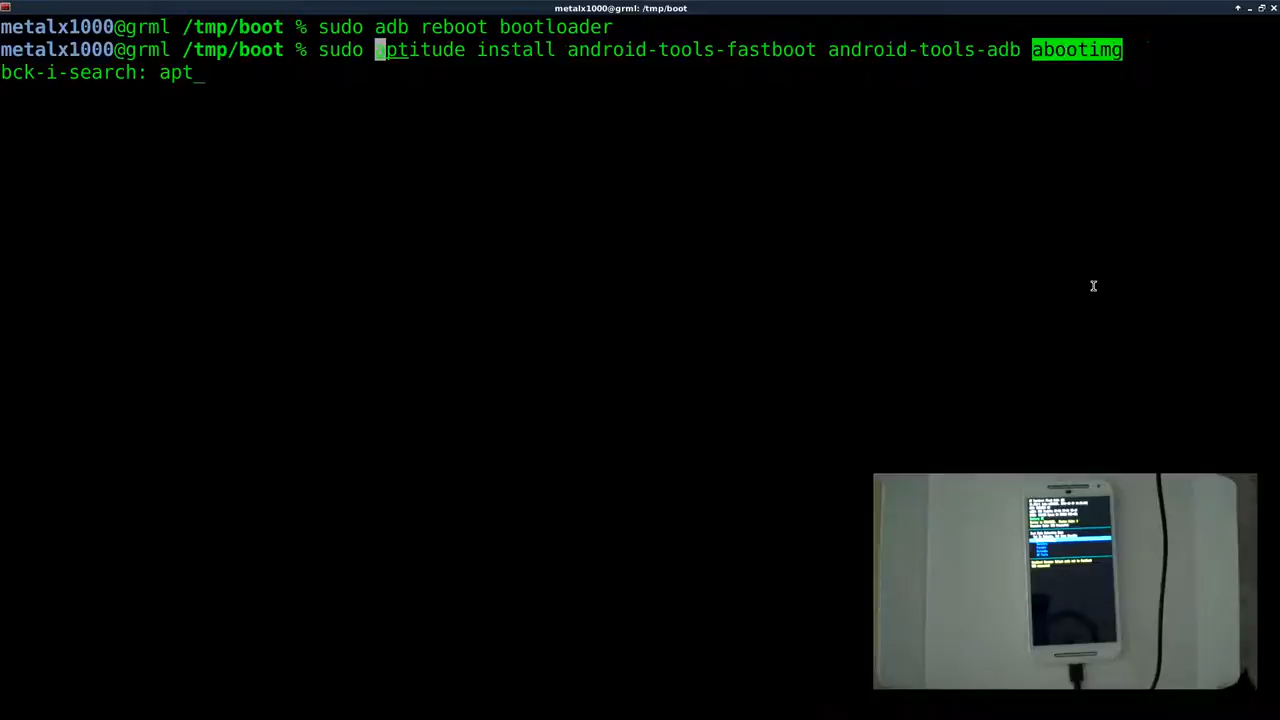 metalx1000@grml: /tmp/boot
metalx1000@grml /tmp/boot % sudo adb reboot bootloader
metalx1000@grml /tmp/boot % sudo aptitude install android-tools-fastboot android-tools-adb abootimg
bck-i-search: apt_